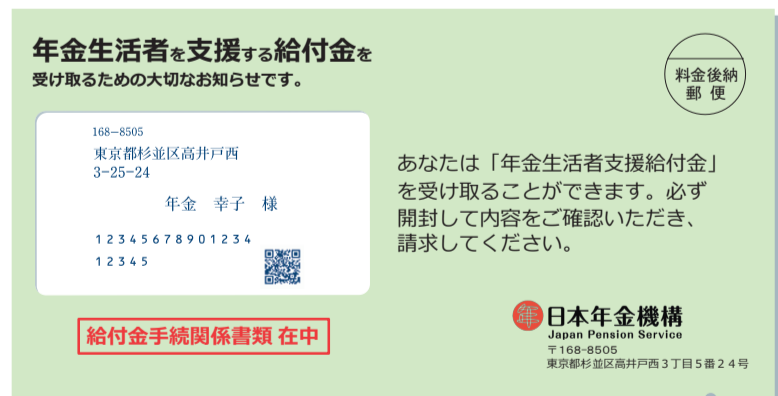 年金生活者を支援する給付金を
受け取るための大切なお知らせです。
料金後納
郵便
168-8505
東京都杉並区高井戸西
3-25-24
年金 幸子 様
12345678901234
12345
あなたは「年金生活者支援給付金」
を受け取ることができます。必ず
開封して内容をご確認いただき、
請求してください。
給付金手続関係書類 在中
年 日本年金機構
Japan Pension Service
〒168-8505
東京都杉並区高井戸西3丁目5番24号